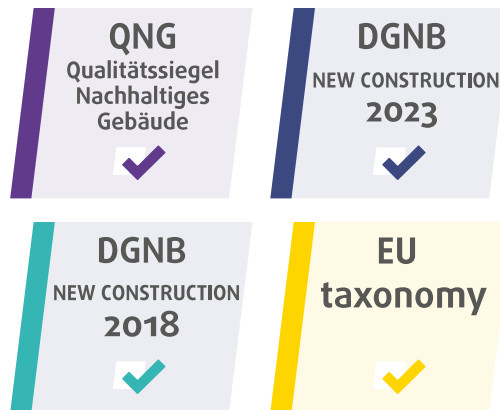 QNG
Qualitätssiegel
Nachhaltiges
Gebäude
DGNB
NEW CONSTRUCTION
2023
DGNB
NEW CONSTRUCTION
2018
EU
taxonomy